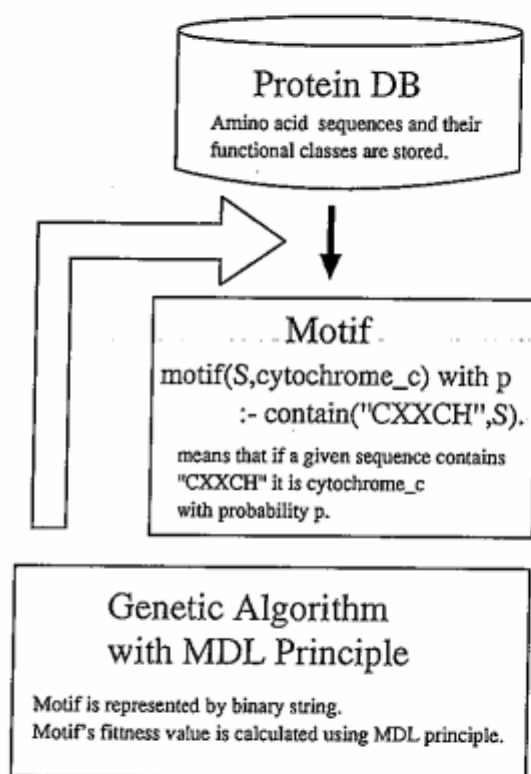 Protein DB
Amino acid sequences and their
functional classes are stored.
Motif
motif(S,cytochrome_c) with p
:- contain("CXXCH",S).
means that if a given sequence contains
"CXXCH" it is cytochrome_c
with probability p.
Genetic Algorithm
with MDL Principle
Motif is represented by binary string.
Motif's fittness value is calculated using MDL principle.